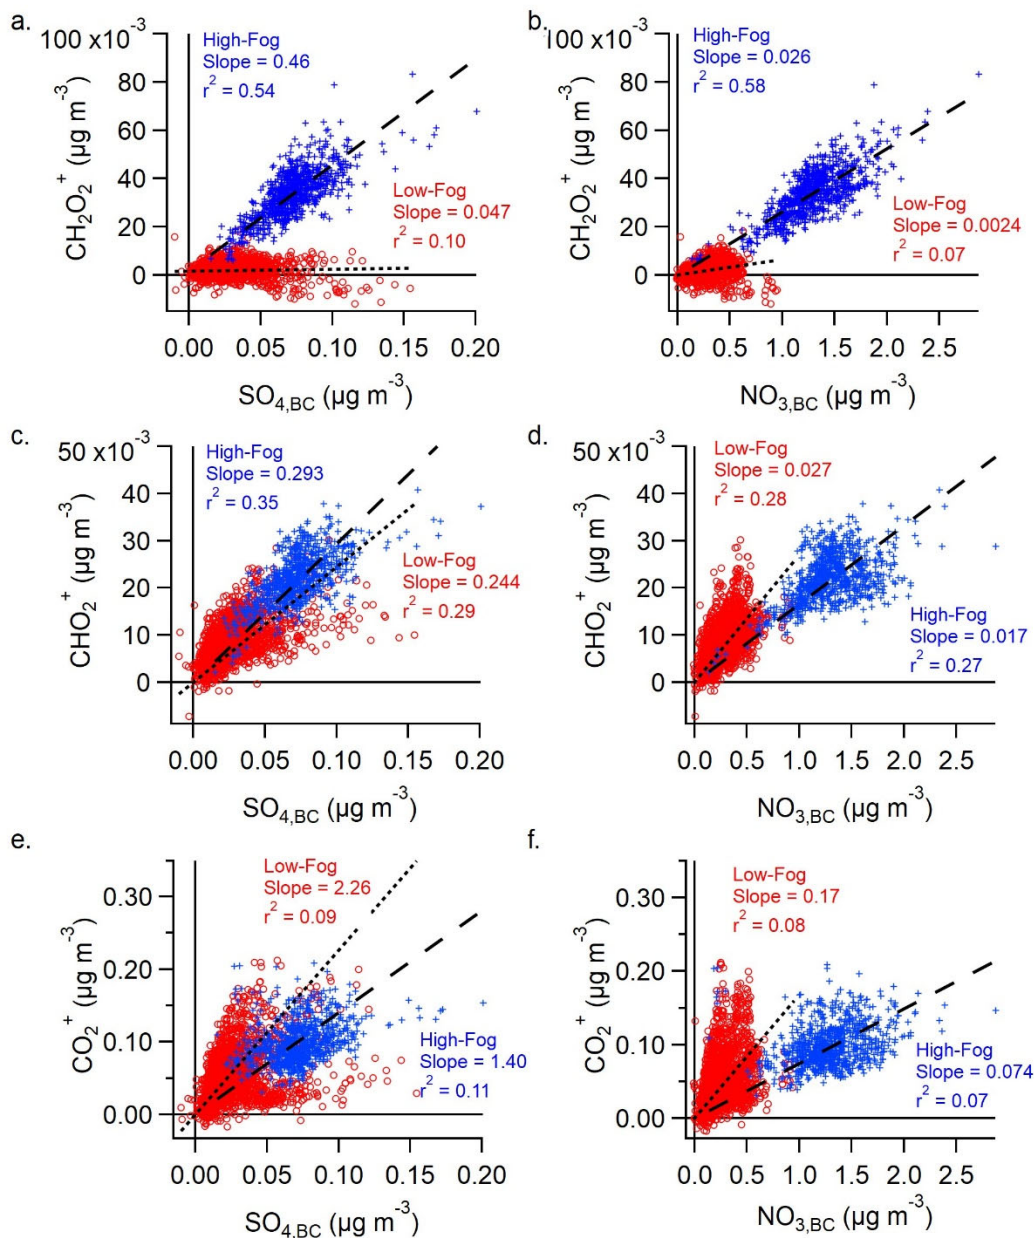 a.
100 x10⁻³
80
60
40
20
0
CH₂O₂⁺ (µg m⁻³)
High-Fog
Slope = 0.46
r² = 0.54
Low-Fog
Slope = 0.047
r² = 0.10
0.00 0.05 0.10 0.15 0.20
SO₄,BC (µg m⁻³)
b.
100 x10⁻³
80
60
40
20
0
CH₂O₂⁺ (µg m⁻³)
High-Fog
Slope = 0.026
r² = 0.58
Low-Fog
Slope = 0.0024
r² = 0.07
0.0 0.5 1.0 1.5 2.0 2.5
NO₃,BC (µg m⁻³)
c.
50 x10⁻³
40
30
20
10
0
CHO₂⁺ (µg m⁻³)
High-Fog
Slope = 0.293
r² = 0.35
Low-Fog
Slope = 0.244
r² = 0.29
0.00 0.05 0.10 0.15 0.20
SO₄,BC (µg m⁻³)
d.
50 x10⁻³
40
30
20
10
0
CHO₂⁺ (µg m⁻³)
Low-Fog
Slope = 0.027
r² = 0.28
High-Fog
Slope = 0.017
r² = 0.27
0.0 0.5 1.0 1.5 2.0 2.5
NO₃,BC (µg m⁻³)
e.
0.30
0.20
0.10
0.00
CO₂⁺ (µg m⁻³)
Low-Fog
Slope = 2.26
r² = 0.09
High-Fog
Slope = 1.40
r² = 0.11
0.00 0.05 0.10 0.15 0.20
SO₄,BC (µg m⁻³)
f.
0.30
0.20
0.10
0.00
CO₂⁺ (µg m⁻³)
Low-Fog
Slope = 0.17
r² = 0.08
High-Fog
Slope = 0.074
r² = 0.07
0.0 0.5 1.0 1.5 2.0 2.5
NO₃,BC (µg m⁻³)